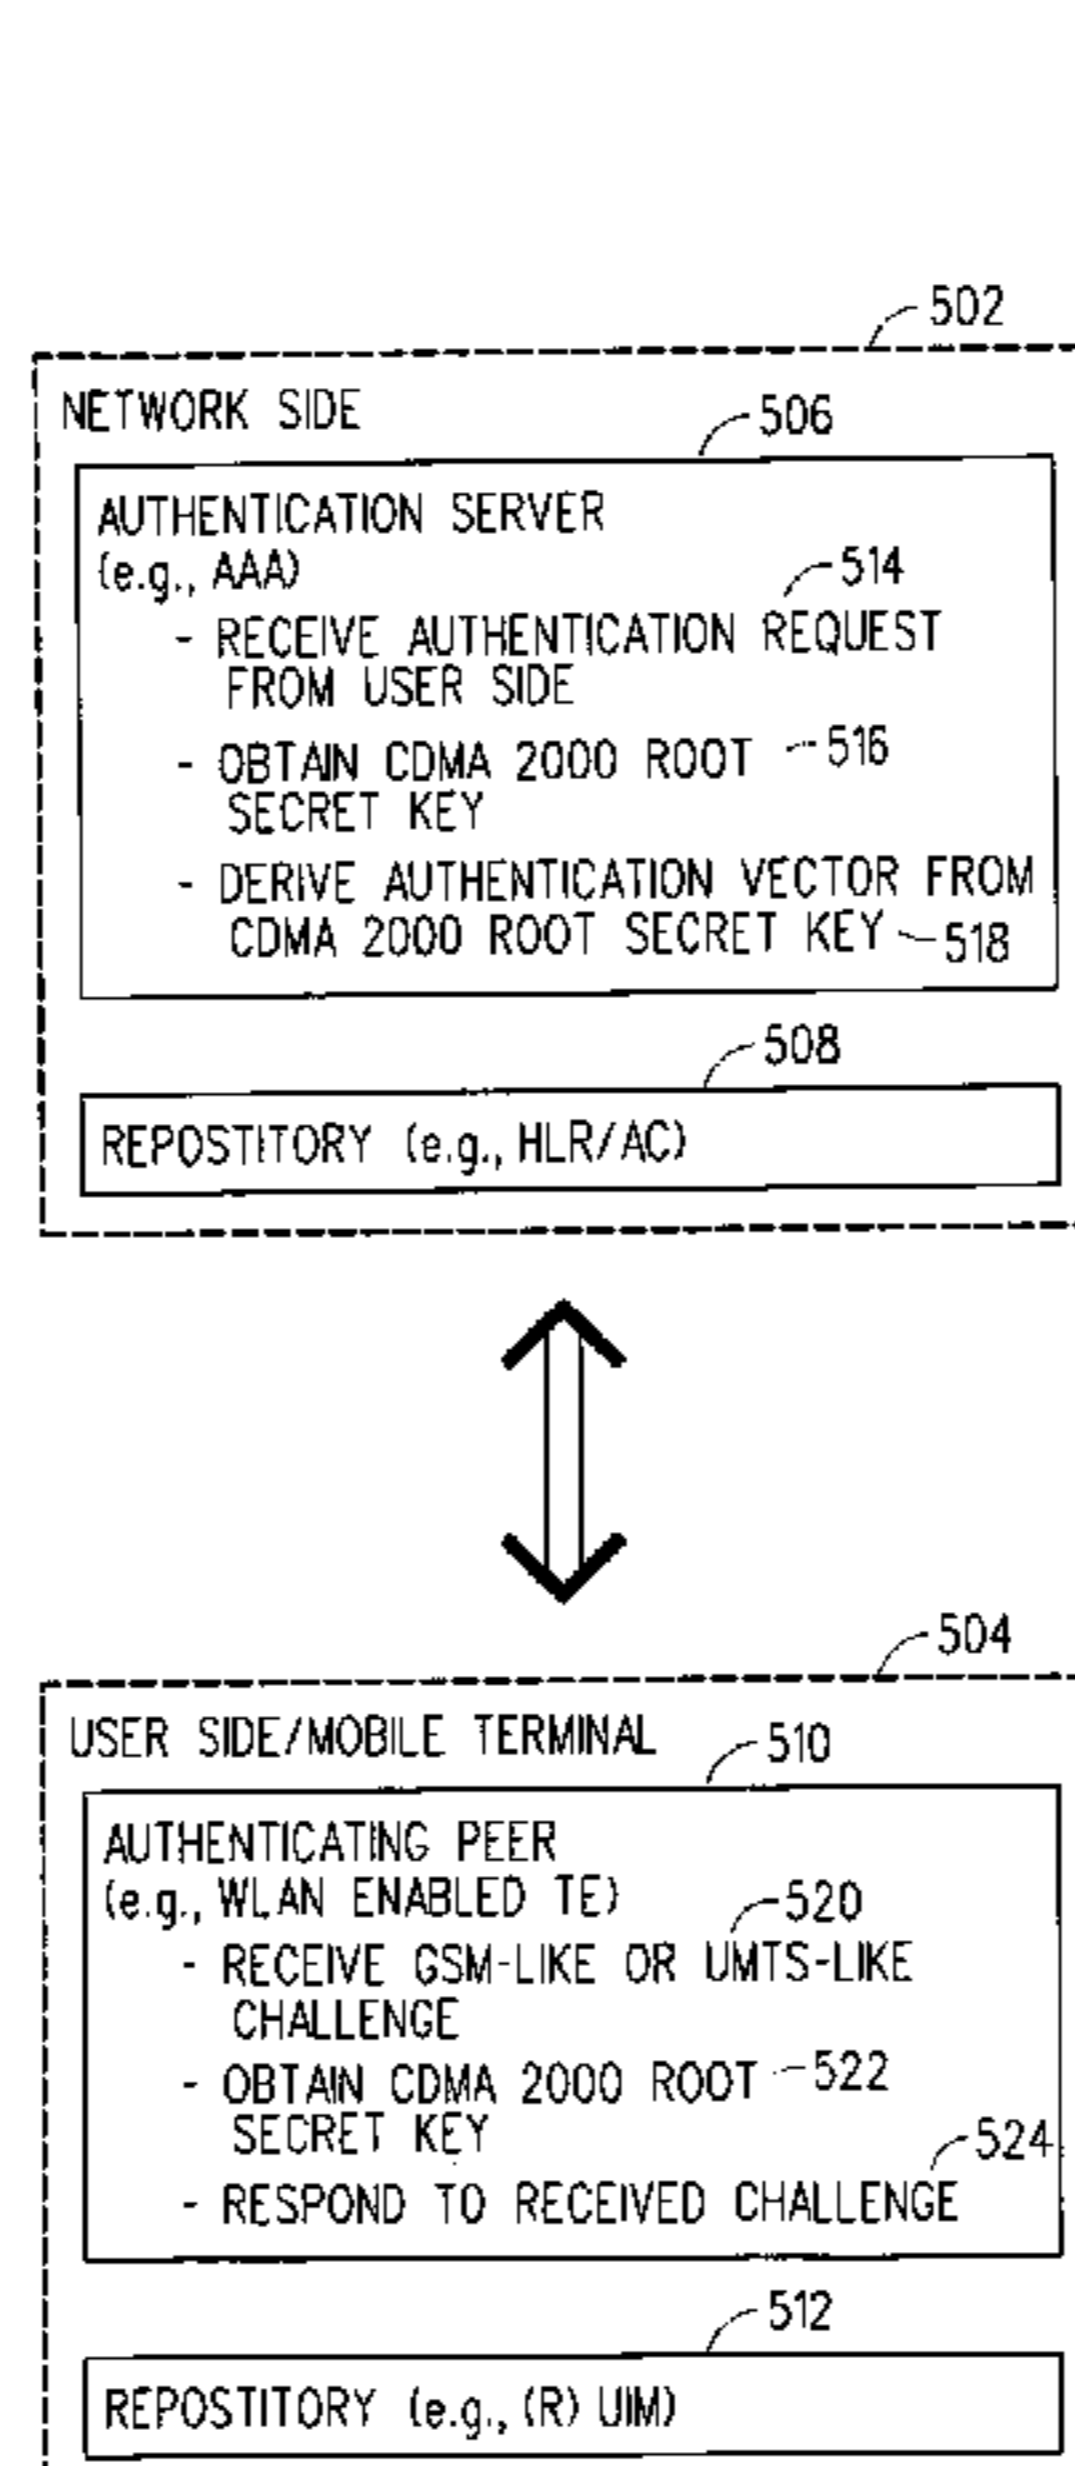 502
NETWORK SIDE
506
AUTHENTICATION SERVER
(e.g., AAA)
514
- RECEIVE AUTHENTICATION REQUEST
FROM USER SIDE
- OBTAIN CDMA 2000 ROOT 516
SECRET KEY
- DERIVE AUTHENTICATION VECTOR FROM
CDMA 2000 ROOT SECRET KEY 518
508
REPOSTITORY (e.g., HLR/AC)
504
USER SIDE/MOBILE TERMINAL
510
AUTHENTICATING PEER
(e.g., WLAN ENABLED TE)
520
- RECEIVE GSM-LIKE OR UMTS-LIKE
CHALLENGE
- OBTAIN CDMA 2000 ROOT 522
SECRET KEY
524
- RESPOND TO RECEIVED CHALLENGE
512
REPOSTITORY (e.g., (R) UIM)